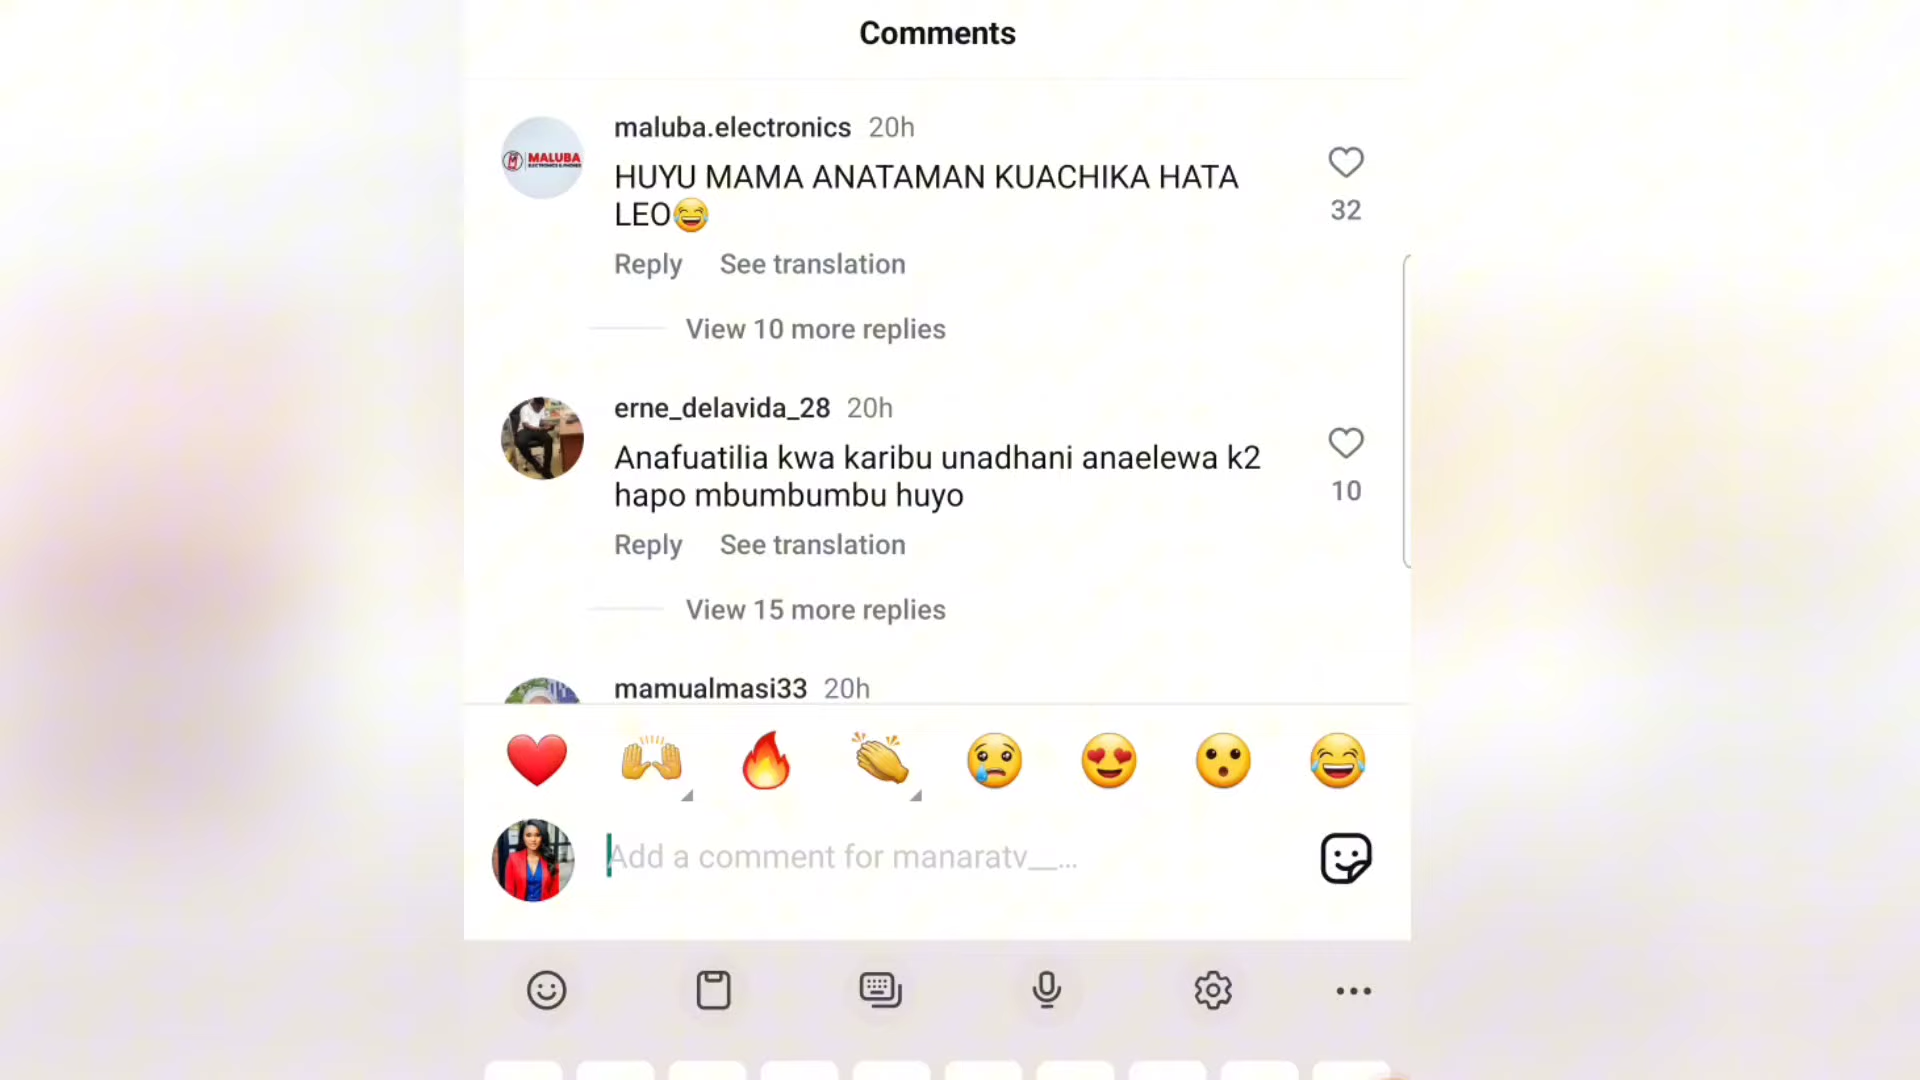 Comments
maluba.electronics 20h
HUYU MAMA ANATAMAN KUACHIKA HATA
LEO😂
32
Reply See translation
View 10 more replies
erne_delavida_28 20h
Anafuatilia kwa karibu unadhani anaelewa k2
hapo mbumbumbu huyo
10
Reply See translation
View 15 more replies
mamualmasi33 20h
Add a comment for manaratv__...
MALUBA